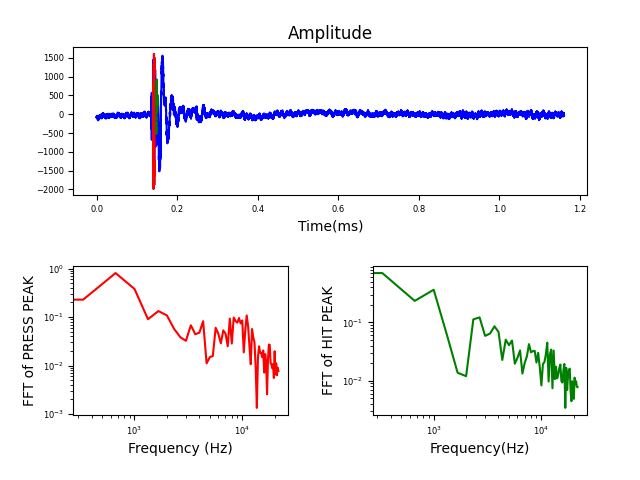 Amplitude
1500
1000
500
0
−500
−1000
−1500
−2000
0.0 0.2 0.4 0.6 0.8 1.0 1.2
Time(ms)
FFT of PRESS PEAK
10⁰
10⁻¹
10⁻²
10⁻³
10³ 10⁴
Frequency (Hz)
FFT of HIT PEAK
10⁻¹
10⁻²
10³ 10⁴
Frequency(Hz)